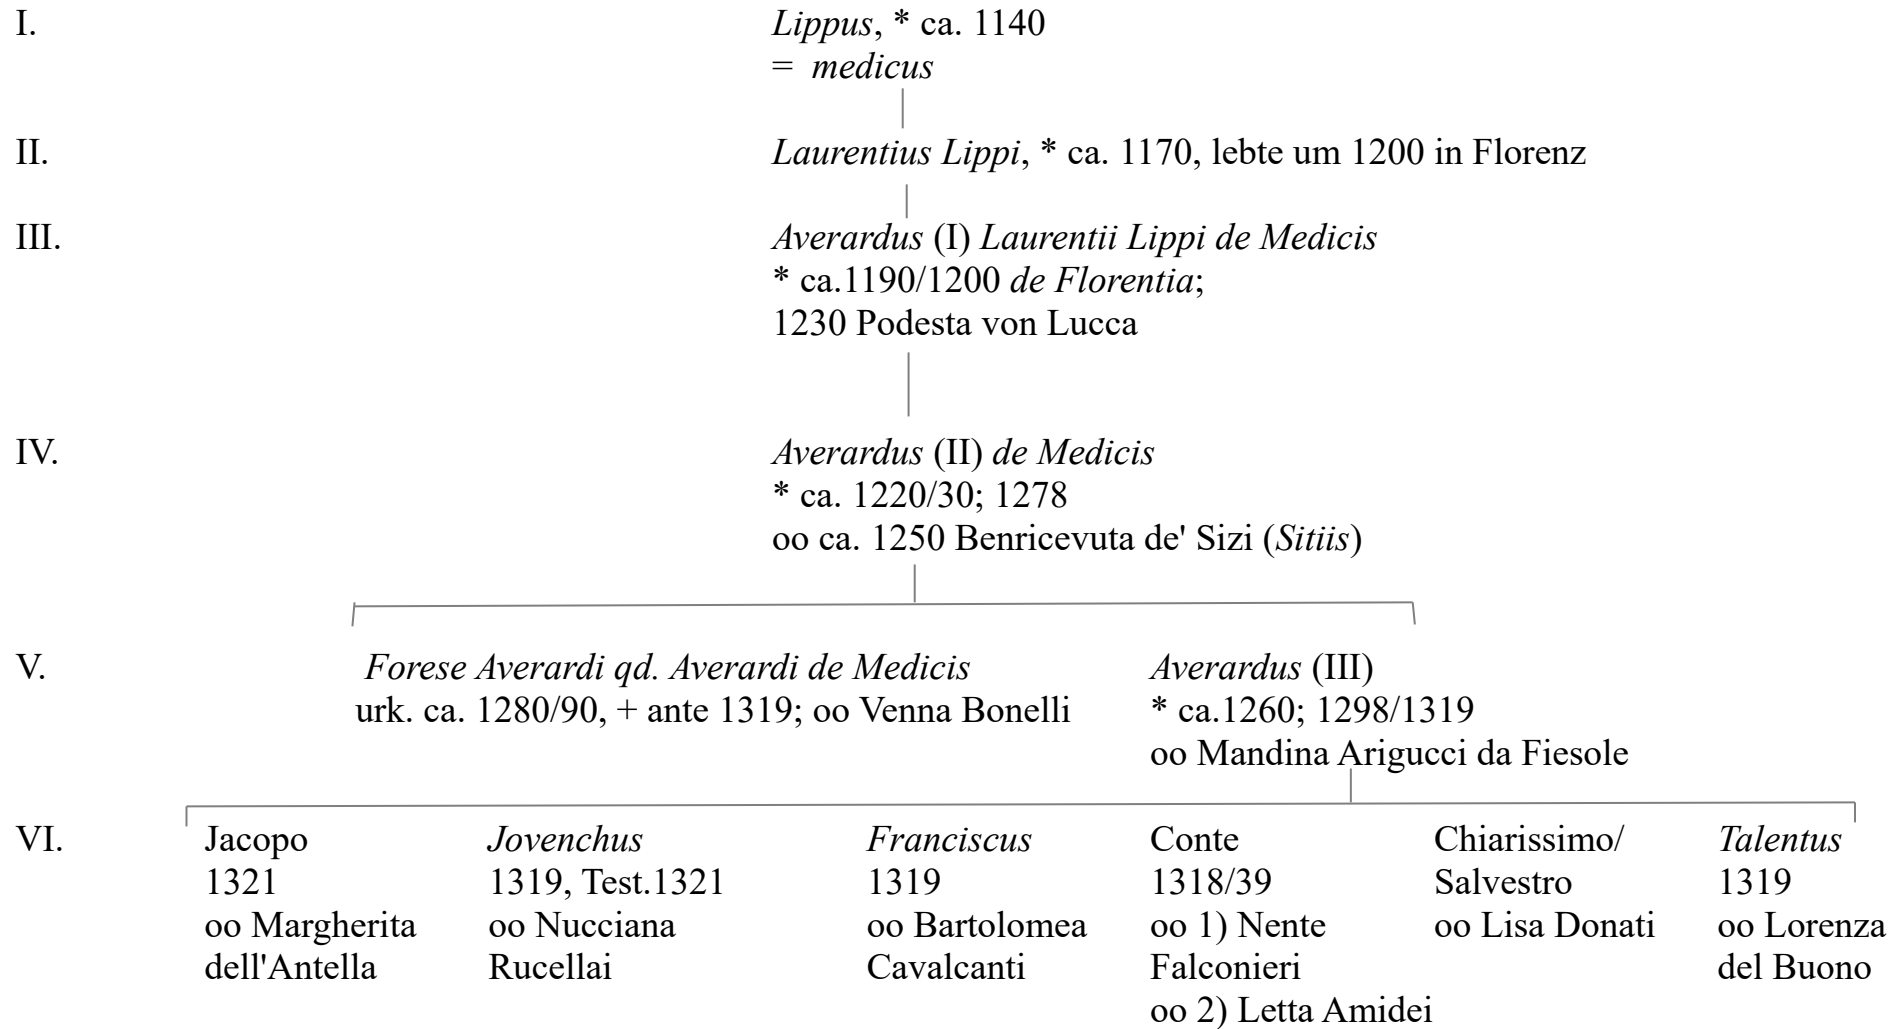 I. Lippus, * ca. 1140
= medicus
II. Laurentius Lippi, * ca. 1170, lebte um 1200 in Florenz
III. Averardus (I) Laurentii Lippi de Medicis
* ca.1190/1200 de Florentia;
1230 Podesta von Lucca
IV. Averardus (II) de Medicis
* ca. 1220/30; 1278
oo ca. 1250 Benricevuta de' Sizi (Sitiis)
V. Forese Averardi qd. Averardi de Medicis Averardus (III)
urk. ca. 1280/90, + ante 1319; oo Venna Bonelli * ca.1260; 1298/1319
oo Mandina Arigucci da Fiesole
VI. Jacopo Jovenchus Franciscus Conte Chiarissimo/ Talentus
1321 1319, Test.1321 1319 1318/39 Salvestro 1319
oo Margherita oo Nucciana oo Bartolomea oo 1) Nente oo Lisa Donati oo Lorenza
dell'Antella Rucellai Cavalcanti Falconieri del Buono
oo 2) Letta Amidei